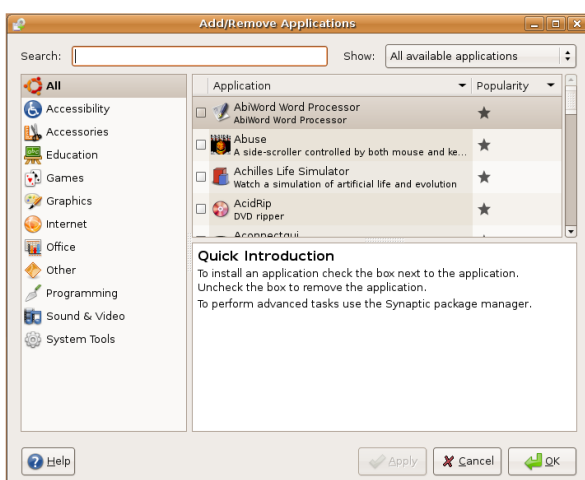 Add/Remove Applications
Search:
Show: All available applications
All
Accessibility
Accessories
Education
Games
Graphics
Internet
Office
Other
Programming
Sound & Video
System Tools
Application Popularity
AbiWord Word Processor
AbiWord Word Processor
Abuse
A side-scroller controlled by both mouse and ke...
Achilles Life Simulator
Watch a simulation of artificial life and evolution
AcidRip
DVD ripper
Aconnectgui
Quick Introduction
To install an application check the box next to the application.
Uncheck the box to remove the application.
To perform advanced tasks use the Synaptic package manager.
Help
Apply
Cancel
OK